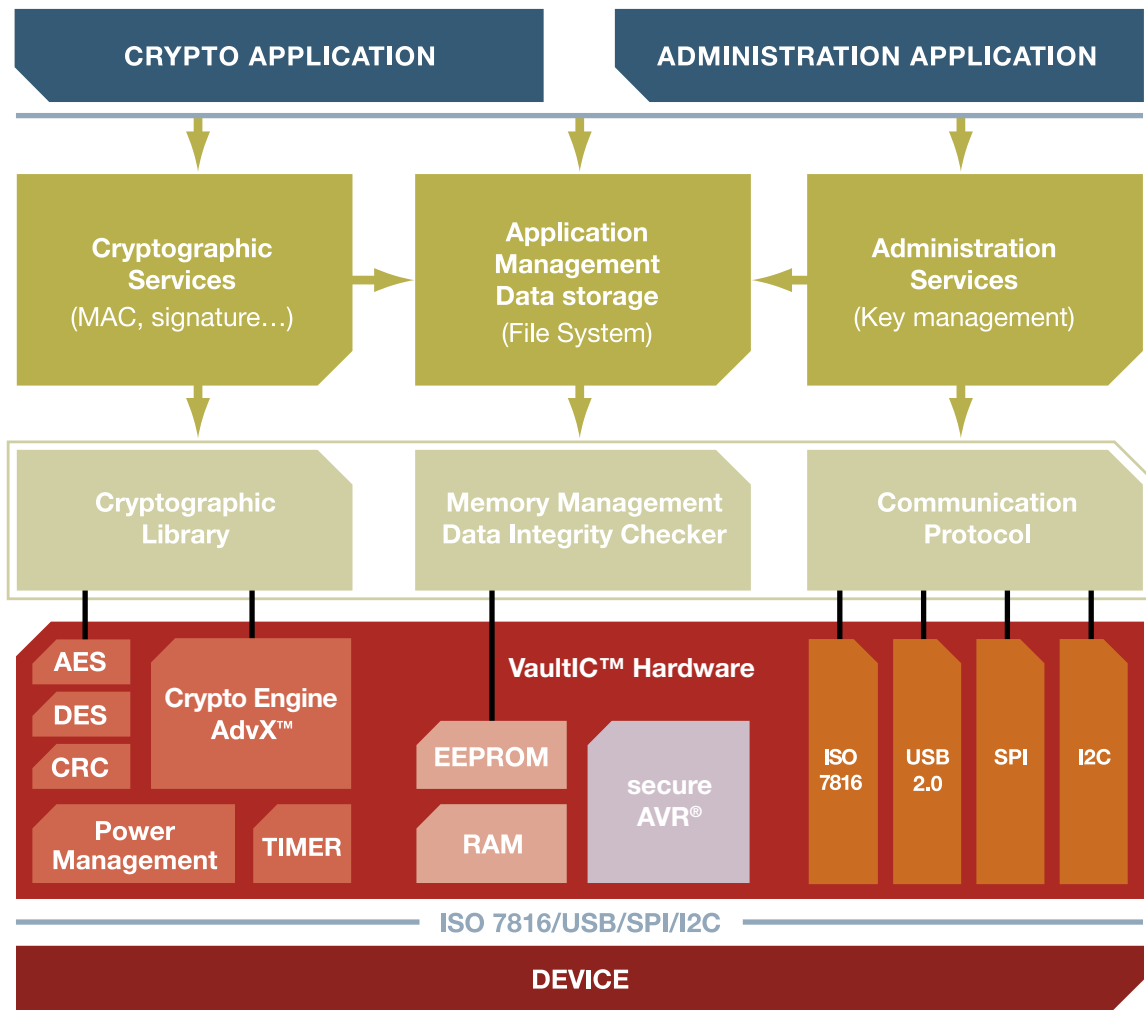 CRYPTO APPLICATION
ADMINISTRATION APPLICATION
Cryptographic
Services
(MAC, signature...)
Application
Management
Data storage
(File System)
Administration
Services
(Key management)
Cryptographic
Library
Memory Management
Data Integrity Checker
Communication
Protocol
VaultIC™ Hardware
AES
DES
CRC
Crypto Engine
AdvX™
Power
Management
TIMER
EEPROM
RAM
secure
AVR®
ISO
7816
USB
2.0
SPI
I2C
ISO 7816/USB/SPI/I2C
DEVICE